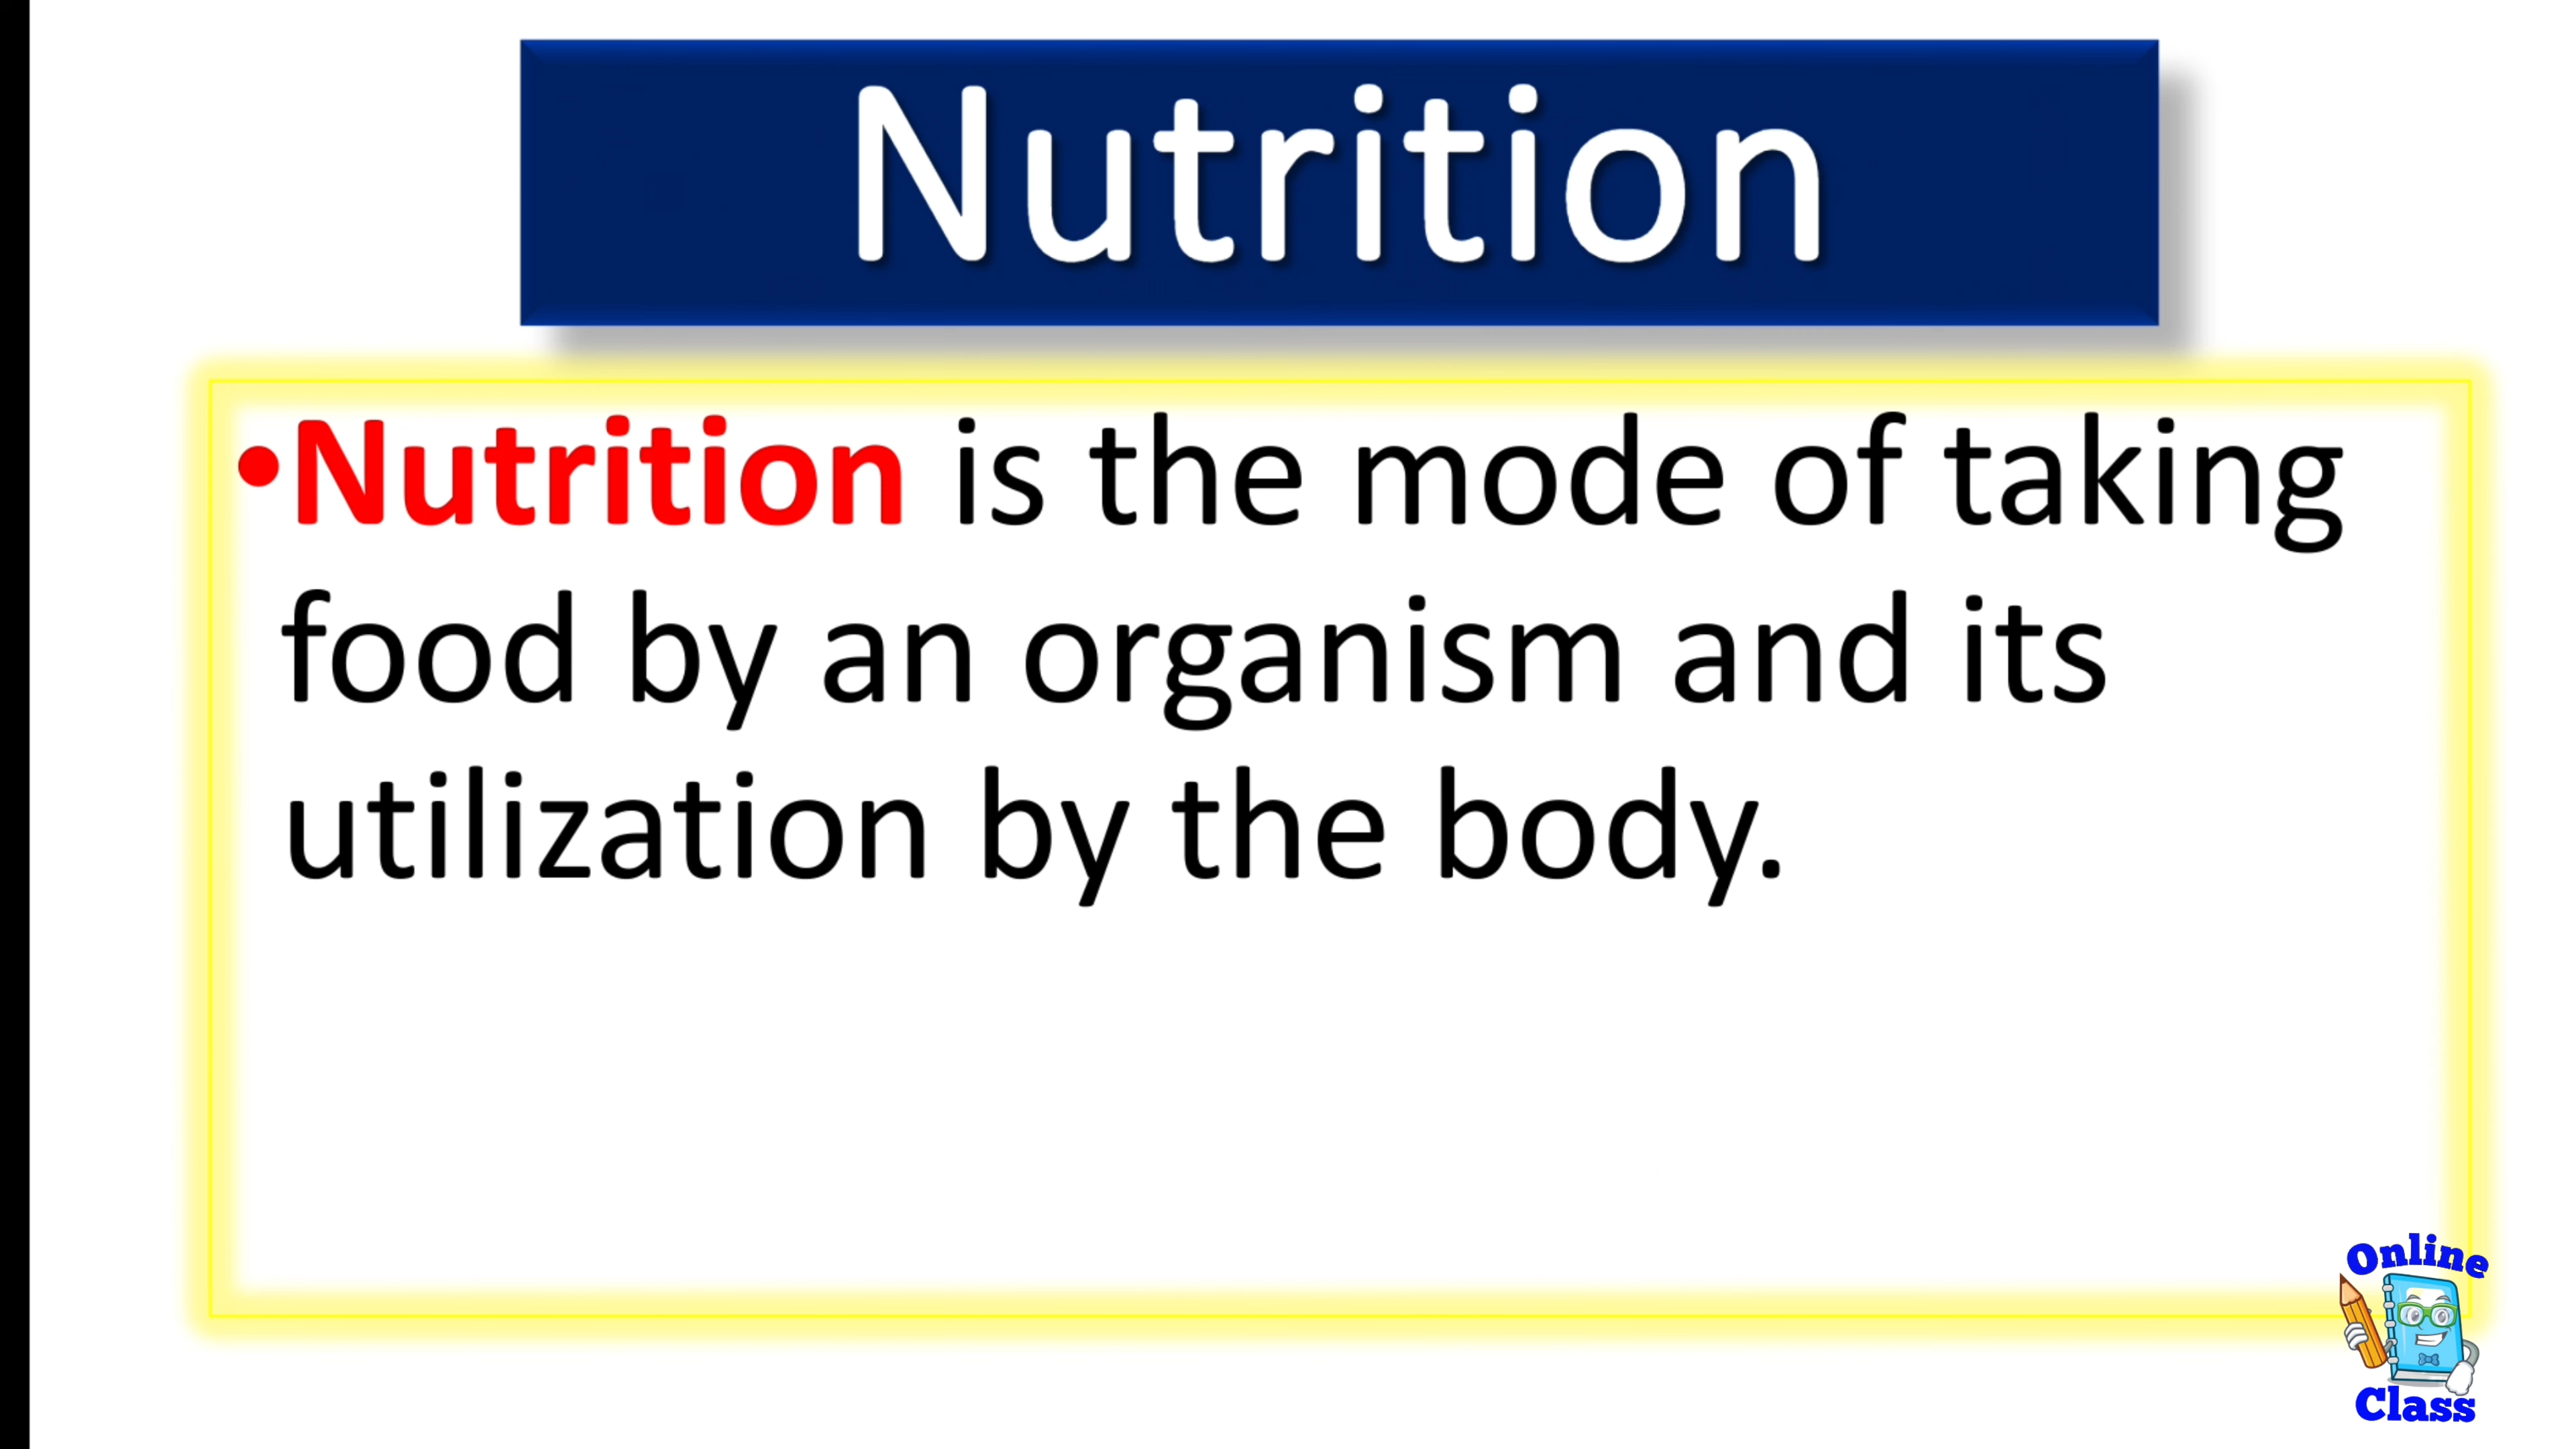 Nutrition
•Nutrition is the mode of taking
food by an organism and its
utilization by the body.
Online
Class